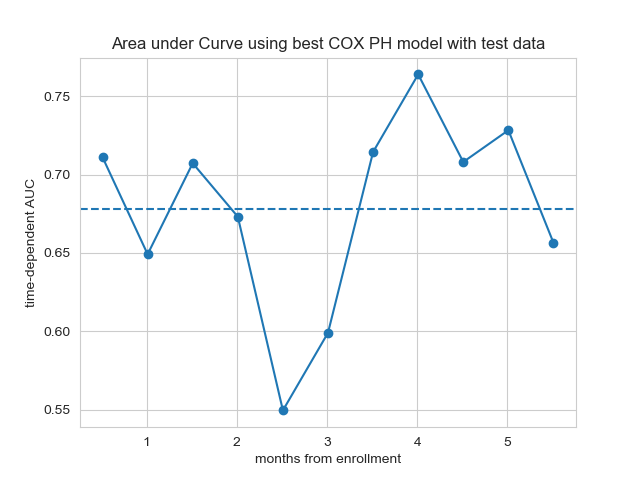 Area under Curve using best COX PH model with test data
time-dependent AUC
0.75
0.70
0.65
0.60
0.55
1 2 3 4 5
months from enrollment